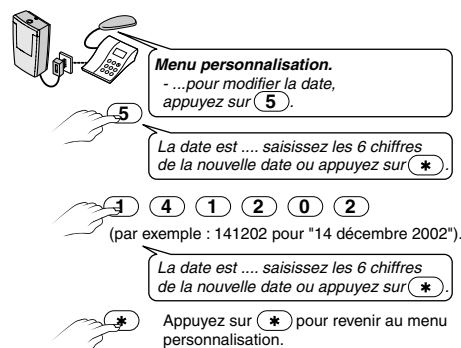 Menu personnalisation.
- ...pour modifier la date,
appuyez sur 5 .
5
La date est .... saisissez les 6 chiffres
de la nouvelle date ou appuyez sur * .
1 4 1 2 0 2
(par exemple : 141202 pour "14 décembre 2002").
La date est .... saisissez les 6 chiffres
de la nouvelle date ou appuyez sur * .
* Appuyez sur * pour revenir au menu
personnalisation.